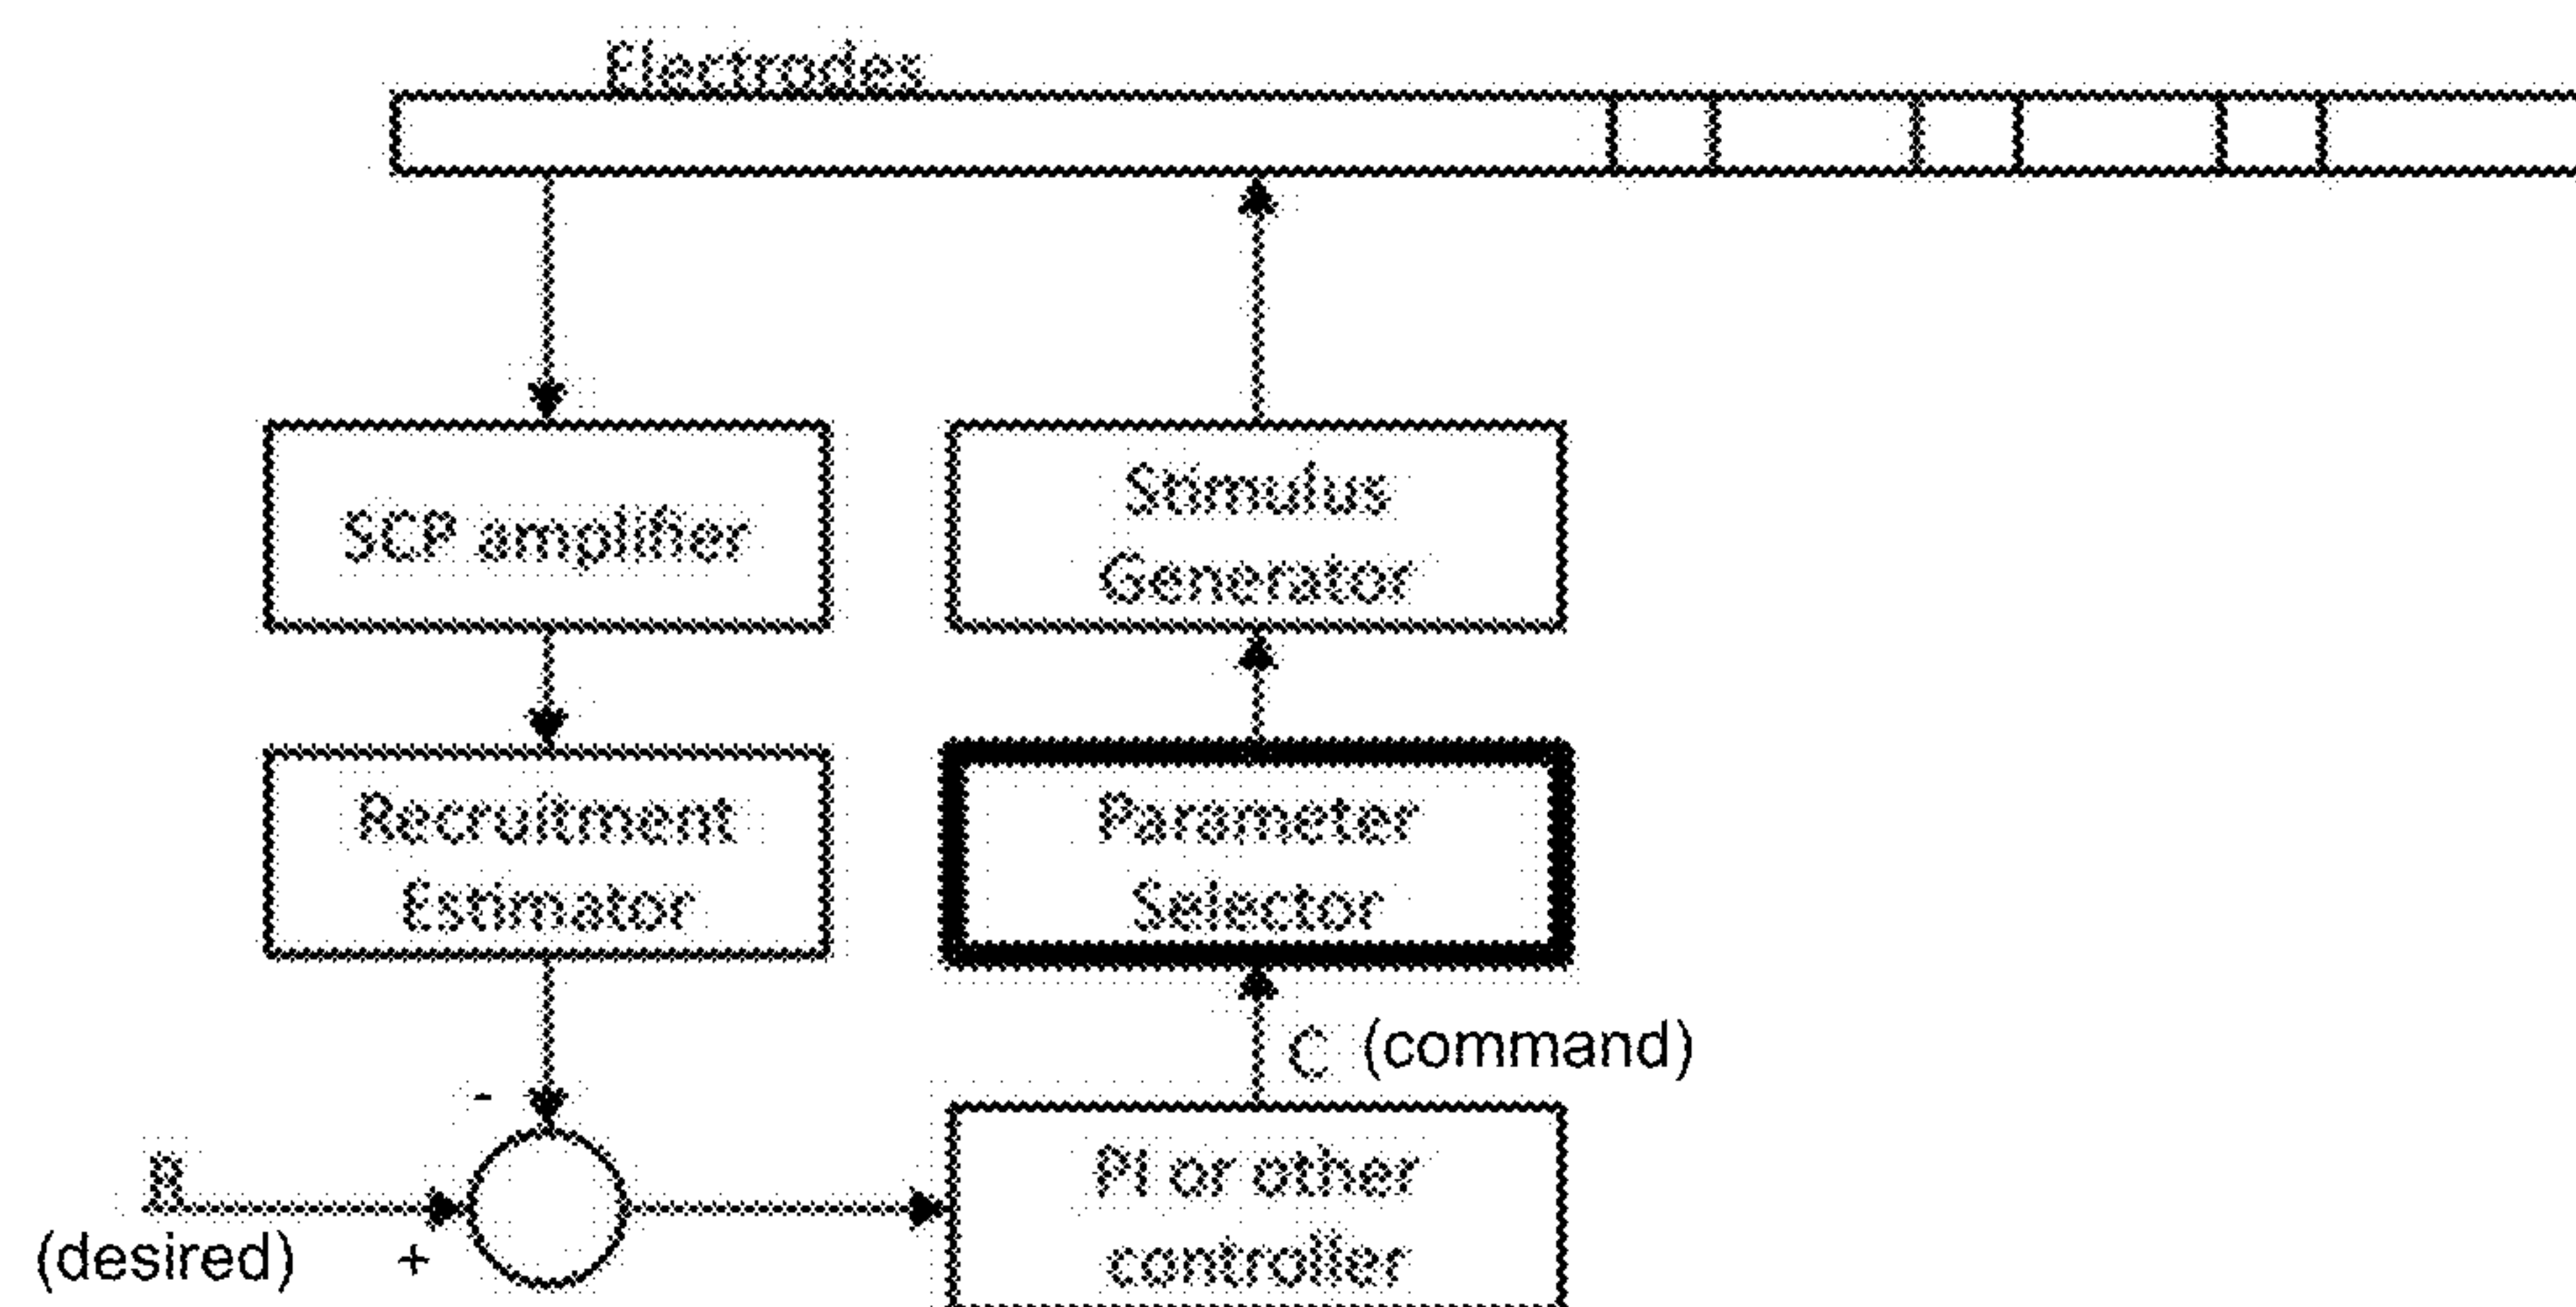 Electrodes
SCP amplifier
Stimulus
Generator
Recruitment
Estimator
Parameter
Selector
C (command)
-
R
(desired)
+
PI or other
controller